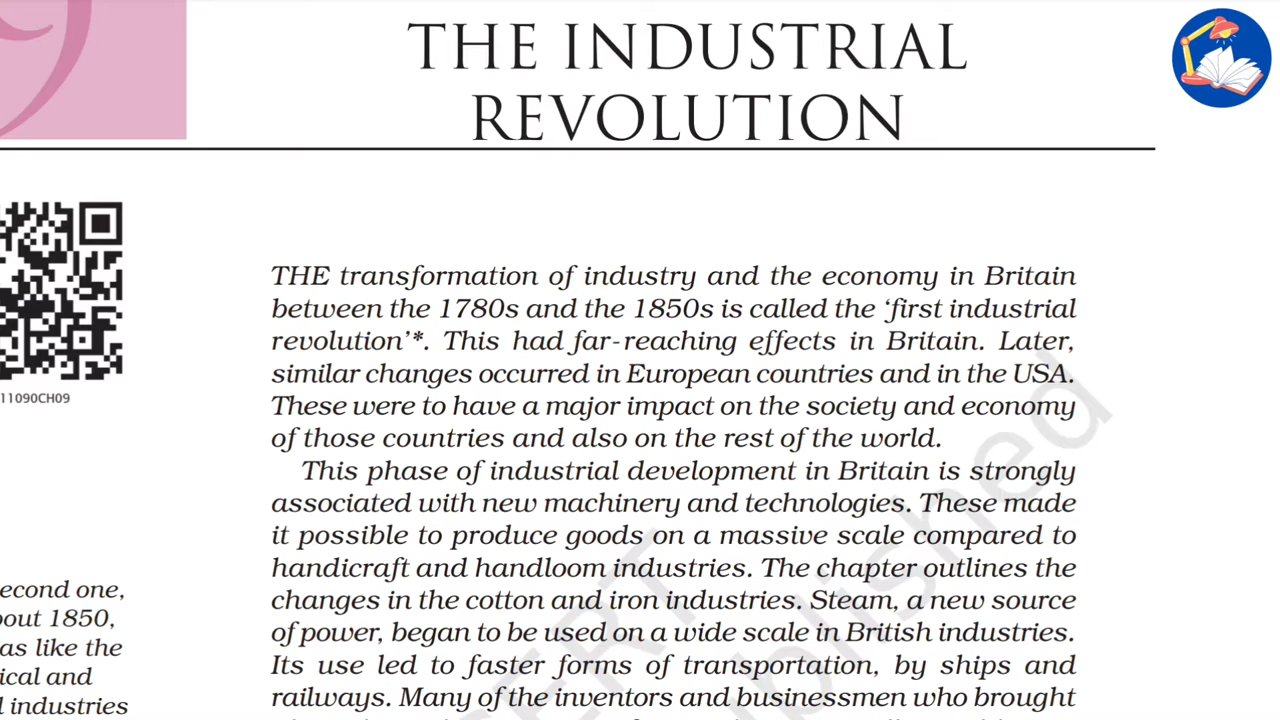 THE INDUSTRIAL
REVOLUTION
11090CH09
THE transformation of industry and the economy in Britain
between the 1780s and the 1850s is called the ‘first industrial
revolution’*. This had far-reaching effects in Britain. Later,
similar changes occurred in European countries and in the USA.
These were to have a major impact on the society and economy
of those countries and also on the rest of the world.
This phase of industrial development in Britain is strongly
associated with new machinery and technologies. These made
it possible to produce goods on a massive scale compared to
handicraft and handloom industries. The chapter outlines the
changes in the cotton and iron industries. Steam, a new source
of power, began to be used on a wide scale in British industries.
Its use led to faster forms of transportation, by ships and
railways. Many of the inventors and businessmen who brought
econd one,
bout 1850,
as like the
ical and
l industries